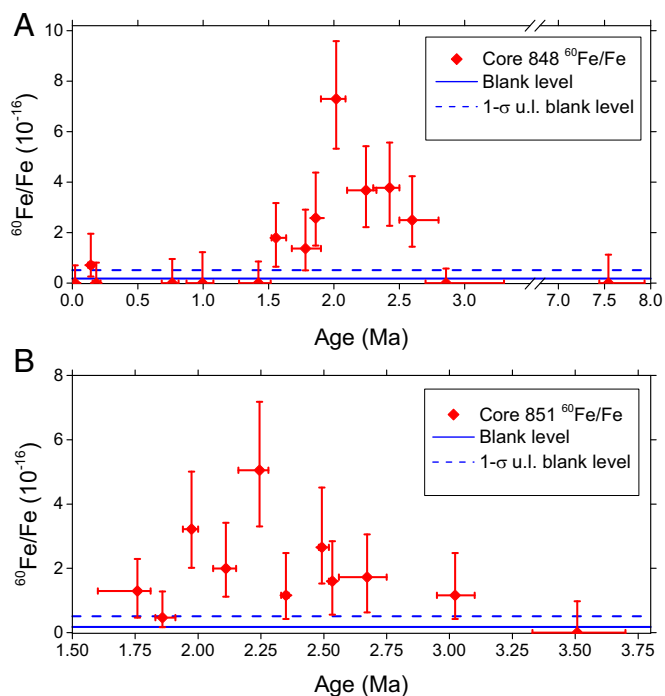 A
10
8
6
4
2
0
⁶⁰Fe/Fe (10⁻¹⁶)
Core 848 ⁶⁰Fe/Fe
Blank level
1-σ u.l. blank level
0.0 0.5 1.0 1.5 2.0 2.5 3.0 7.0 7.5 8.0
Age (Ma)
B
8
6
4
2
0
⁶⁰Fe/Fe (10⁻¹⁶)
Core 851 ⁶⁰Fe/Fe
Blank level
1-σ u.l. blank level
1.50 1.75 2.00 2.25 2.50 2.75 3.00 3.25 3.50 3.75
Age (Ma)